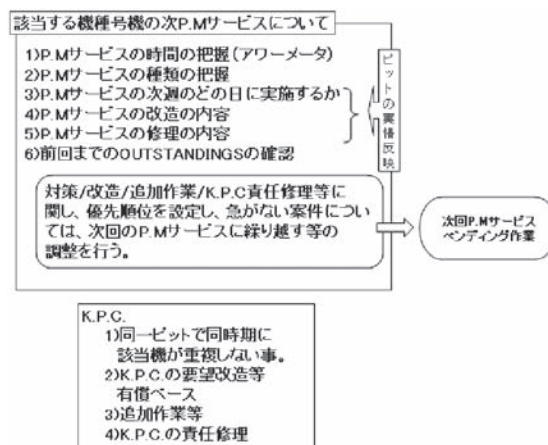 該当する機種号機の次P.Mサービスについて
1)P.Mサービスの時間の把握(アワーメータ)
2)P.Mサービスの種類の把握
3)P.Mサービスの次週のどの日に実施するか
4)P.Mサービスの改造の内容
5)P.Mサービスの修理の内容
6)前回までのOUTSTANDINGSの確認
ピットの実情反映
対策/改造/追加作業/K.P.C責任修理等に
関し、優先順位を設定し、急がない案件につい
ては、次回のP.Mサービスに繰り越す等の
調整を行う。
次回P.Mサービス
ペンディング作業
K.P.C.
1)同一ピットで同時期に
該当機が重複しない事。
2)K.P.C.の要望改造等
有償ベース
3)追加作業等
4)K.P.C.の責任修理